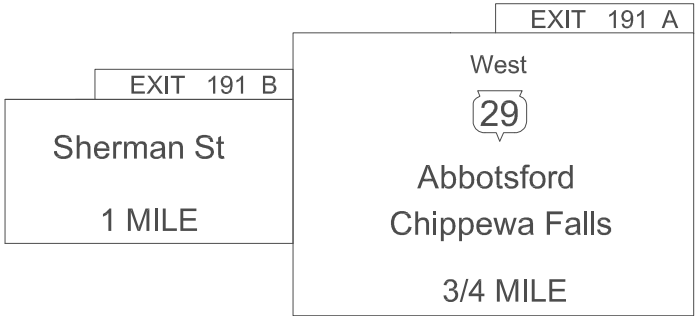 EXIT 191 B
Sherman St
1 MILE
EXIT 191 A
West
29
Abbotsford
Chippewa Falls
3/4 MILE